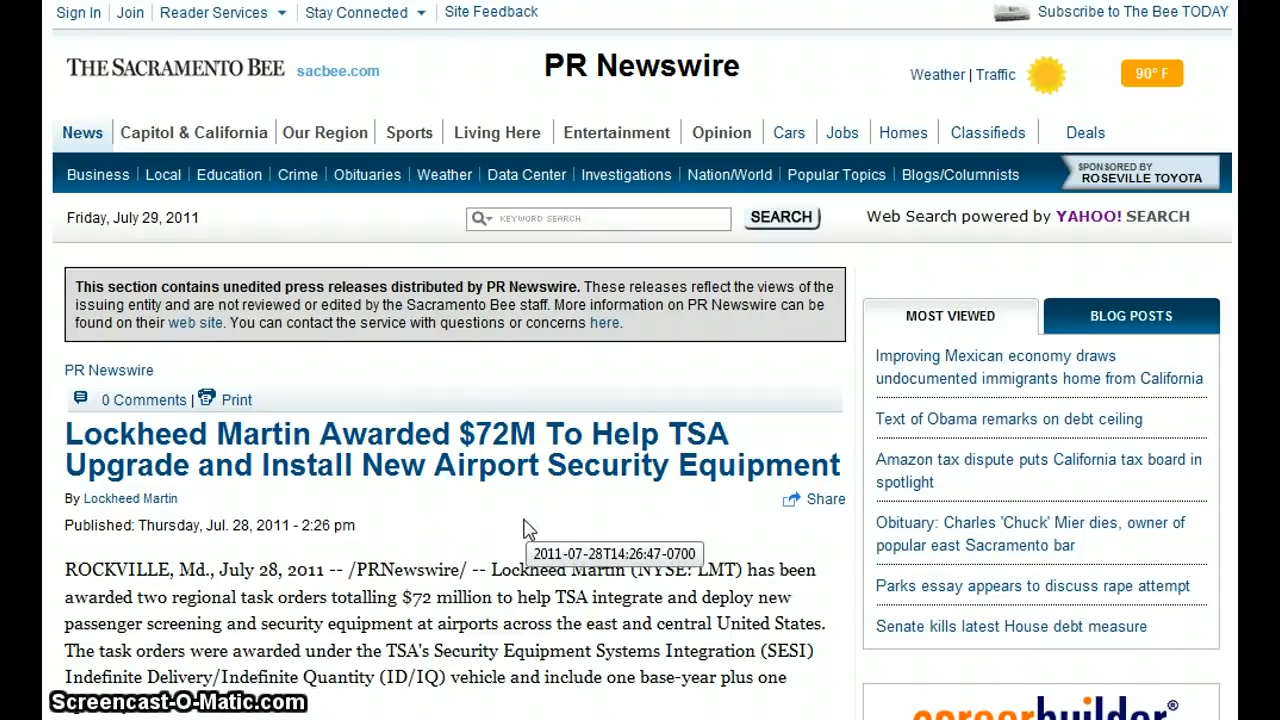 Sign In Join Reader Services Stay Connected Site Feedback Subscribe to The Bee TODAY
THE SACRAMENTO BEE sacbee.com PR Newswire Weather | Traffic 90° F
News Capitol & California Our Region Sports Living Here Entertainment Opinion Cars Jobs Homes Classifieds Deals
Business Local Education Crime Obituaries Weather Data Center Investigations Nation/World Popular Topics Blogs/Columnists SPONSORED BY
ROSEVILLE TOYOTA
Friday, July 29, 2011 KEYWORD SEARCH SEARCH Web Search powered by YAHOO! SEARCH
This section contains unedited press releases distributed by PR Newswire. These releases reflect the views of the
issuing entity and are not reviewed or edited by the Sacramento Bee staff. More information on PR Newswire can be
found on their web site. You can contact the service with questions or concerns here.
PR Newswire
0 Comments | Print
Lockheed Martin Awarded $72M To Help TSA
Upgrade and Install New Airport Security Equipment
By Lockheed Martin Share
Published: Thursday, Jul. 28, 2011 - 2:26 pm
2011-07-28T14:26:47-0700
ROCKVILLE, Md., July 28, 2011 -- /PRNewswire/ -- Lockheed Martin (NYSE: LMT) has been
awarded two regional task orders totalling $72 million to help TSA integrate and deploy new
passenger screening and security equipment at airports across the east and central United States.
The task orders were awarded under the TSA's Security Equipment Systems Integration (SESI)
Indefinite Delivery/Indefinite Quantity (ID/IQ) vehicle and include one base-year plus one
MOST VIEWED BLOG POSTS
Improving Mexican economy draws
undocumented immigrants home from California
Text of Obama remarks on debt ceiling
Amazon tax dispute puts California tax board in
spotlight
Obituary: Charles 'Chuck' Mier dies, owner of
popular east Sacramento bar
Parks essay appears to discuss rape attempt
Senate kills latest House debt measure
careerbuilder®
Screencast-O-Matic.com